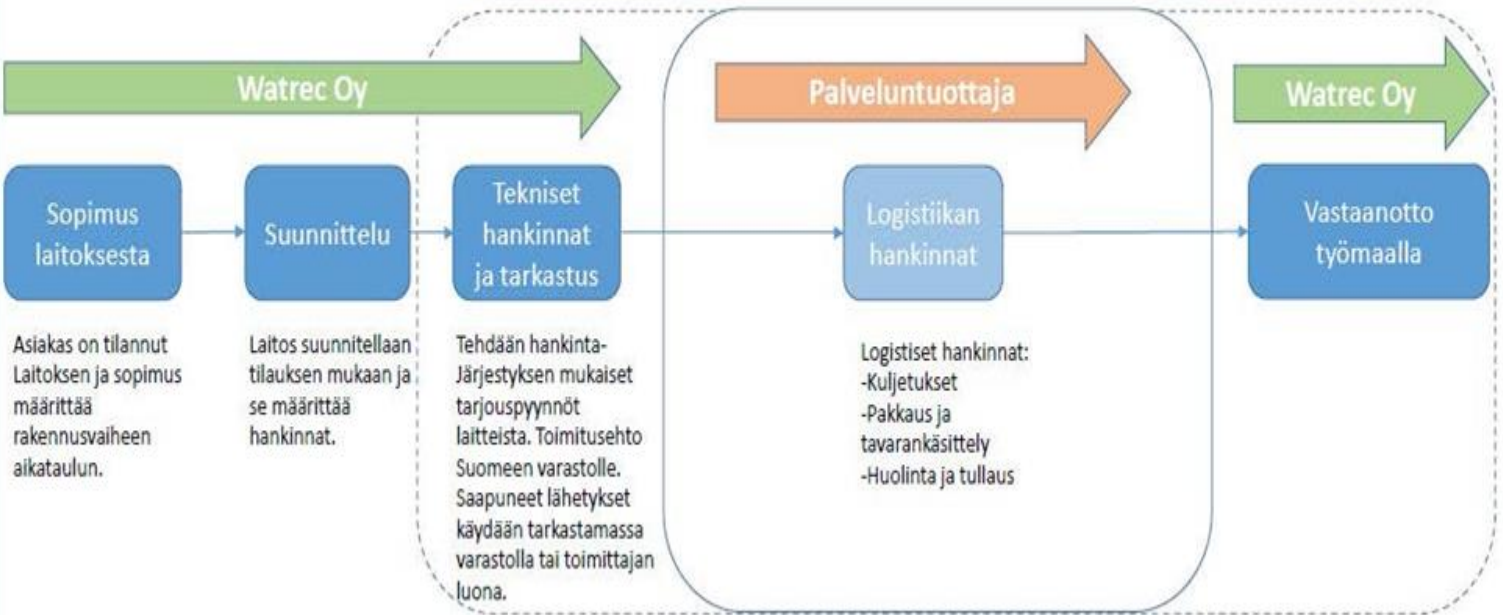 Watrec Oy
Palveluntuottaja
Watrec Oy
Sopimus
laitoksesta
Suunnittelu
Tekniset
hankinnat
ja tarkastus
Logistiikan
hankinnat
Vastaanotto
työmaalla
Asiakas on tilannut
Laitoksen ja sopimus
määrittää
rakennusvaiheen
aikataulun.
Laitos suunnitellaan
tilauksen mukaan ja
se määrittää
hankinnat.
Tehdään hankinta-
Järjestyksen mukaiset
tarjouspyynnöt
laitteista. Toimitusehto
Suomeen varastolle.
Saapuneet lähetykset
käydään tarkastamassa
varastolla tai toimittajan
luona.
Logistiset hankinnat:
-Kuljetukset
-Pakkaus ja
tavarankäsittely
-Huolinta ja tullaus